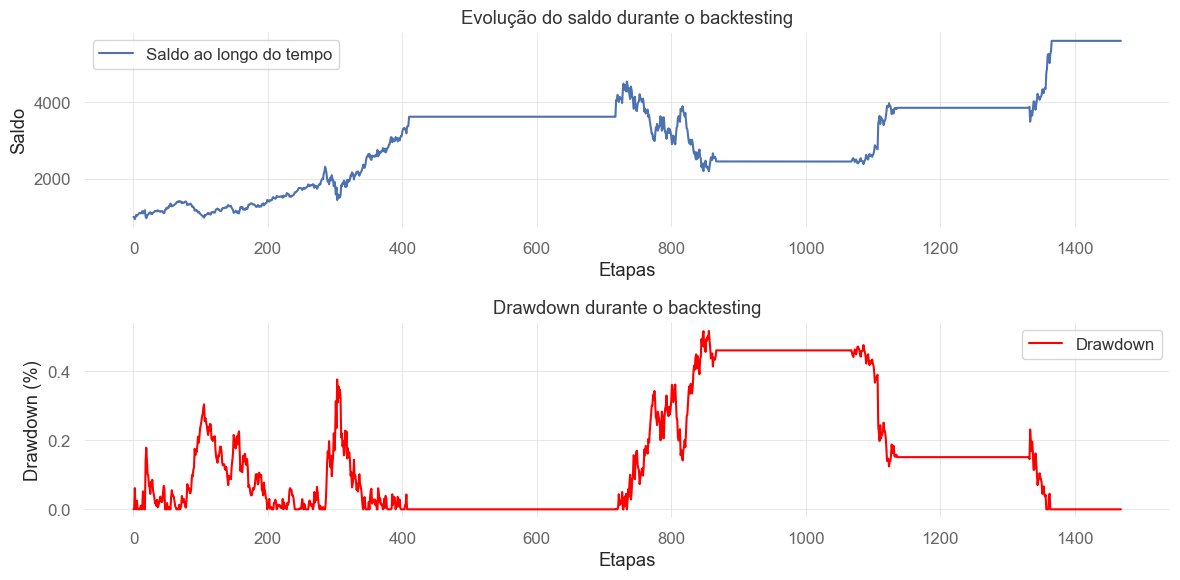 Evolução do saldo durante o backtesting
Saldo ao longo do tempo
Saldo
4000
2000
0 200 400 600 800 1000 1200 1400
Etapas
Drawdown durante o backtesting
Drawdown
Drawdown (%)
0.4
0.2
0.0
0 200 400 600 800 1000 1200 1400
Etapas